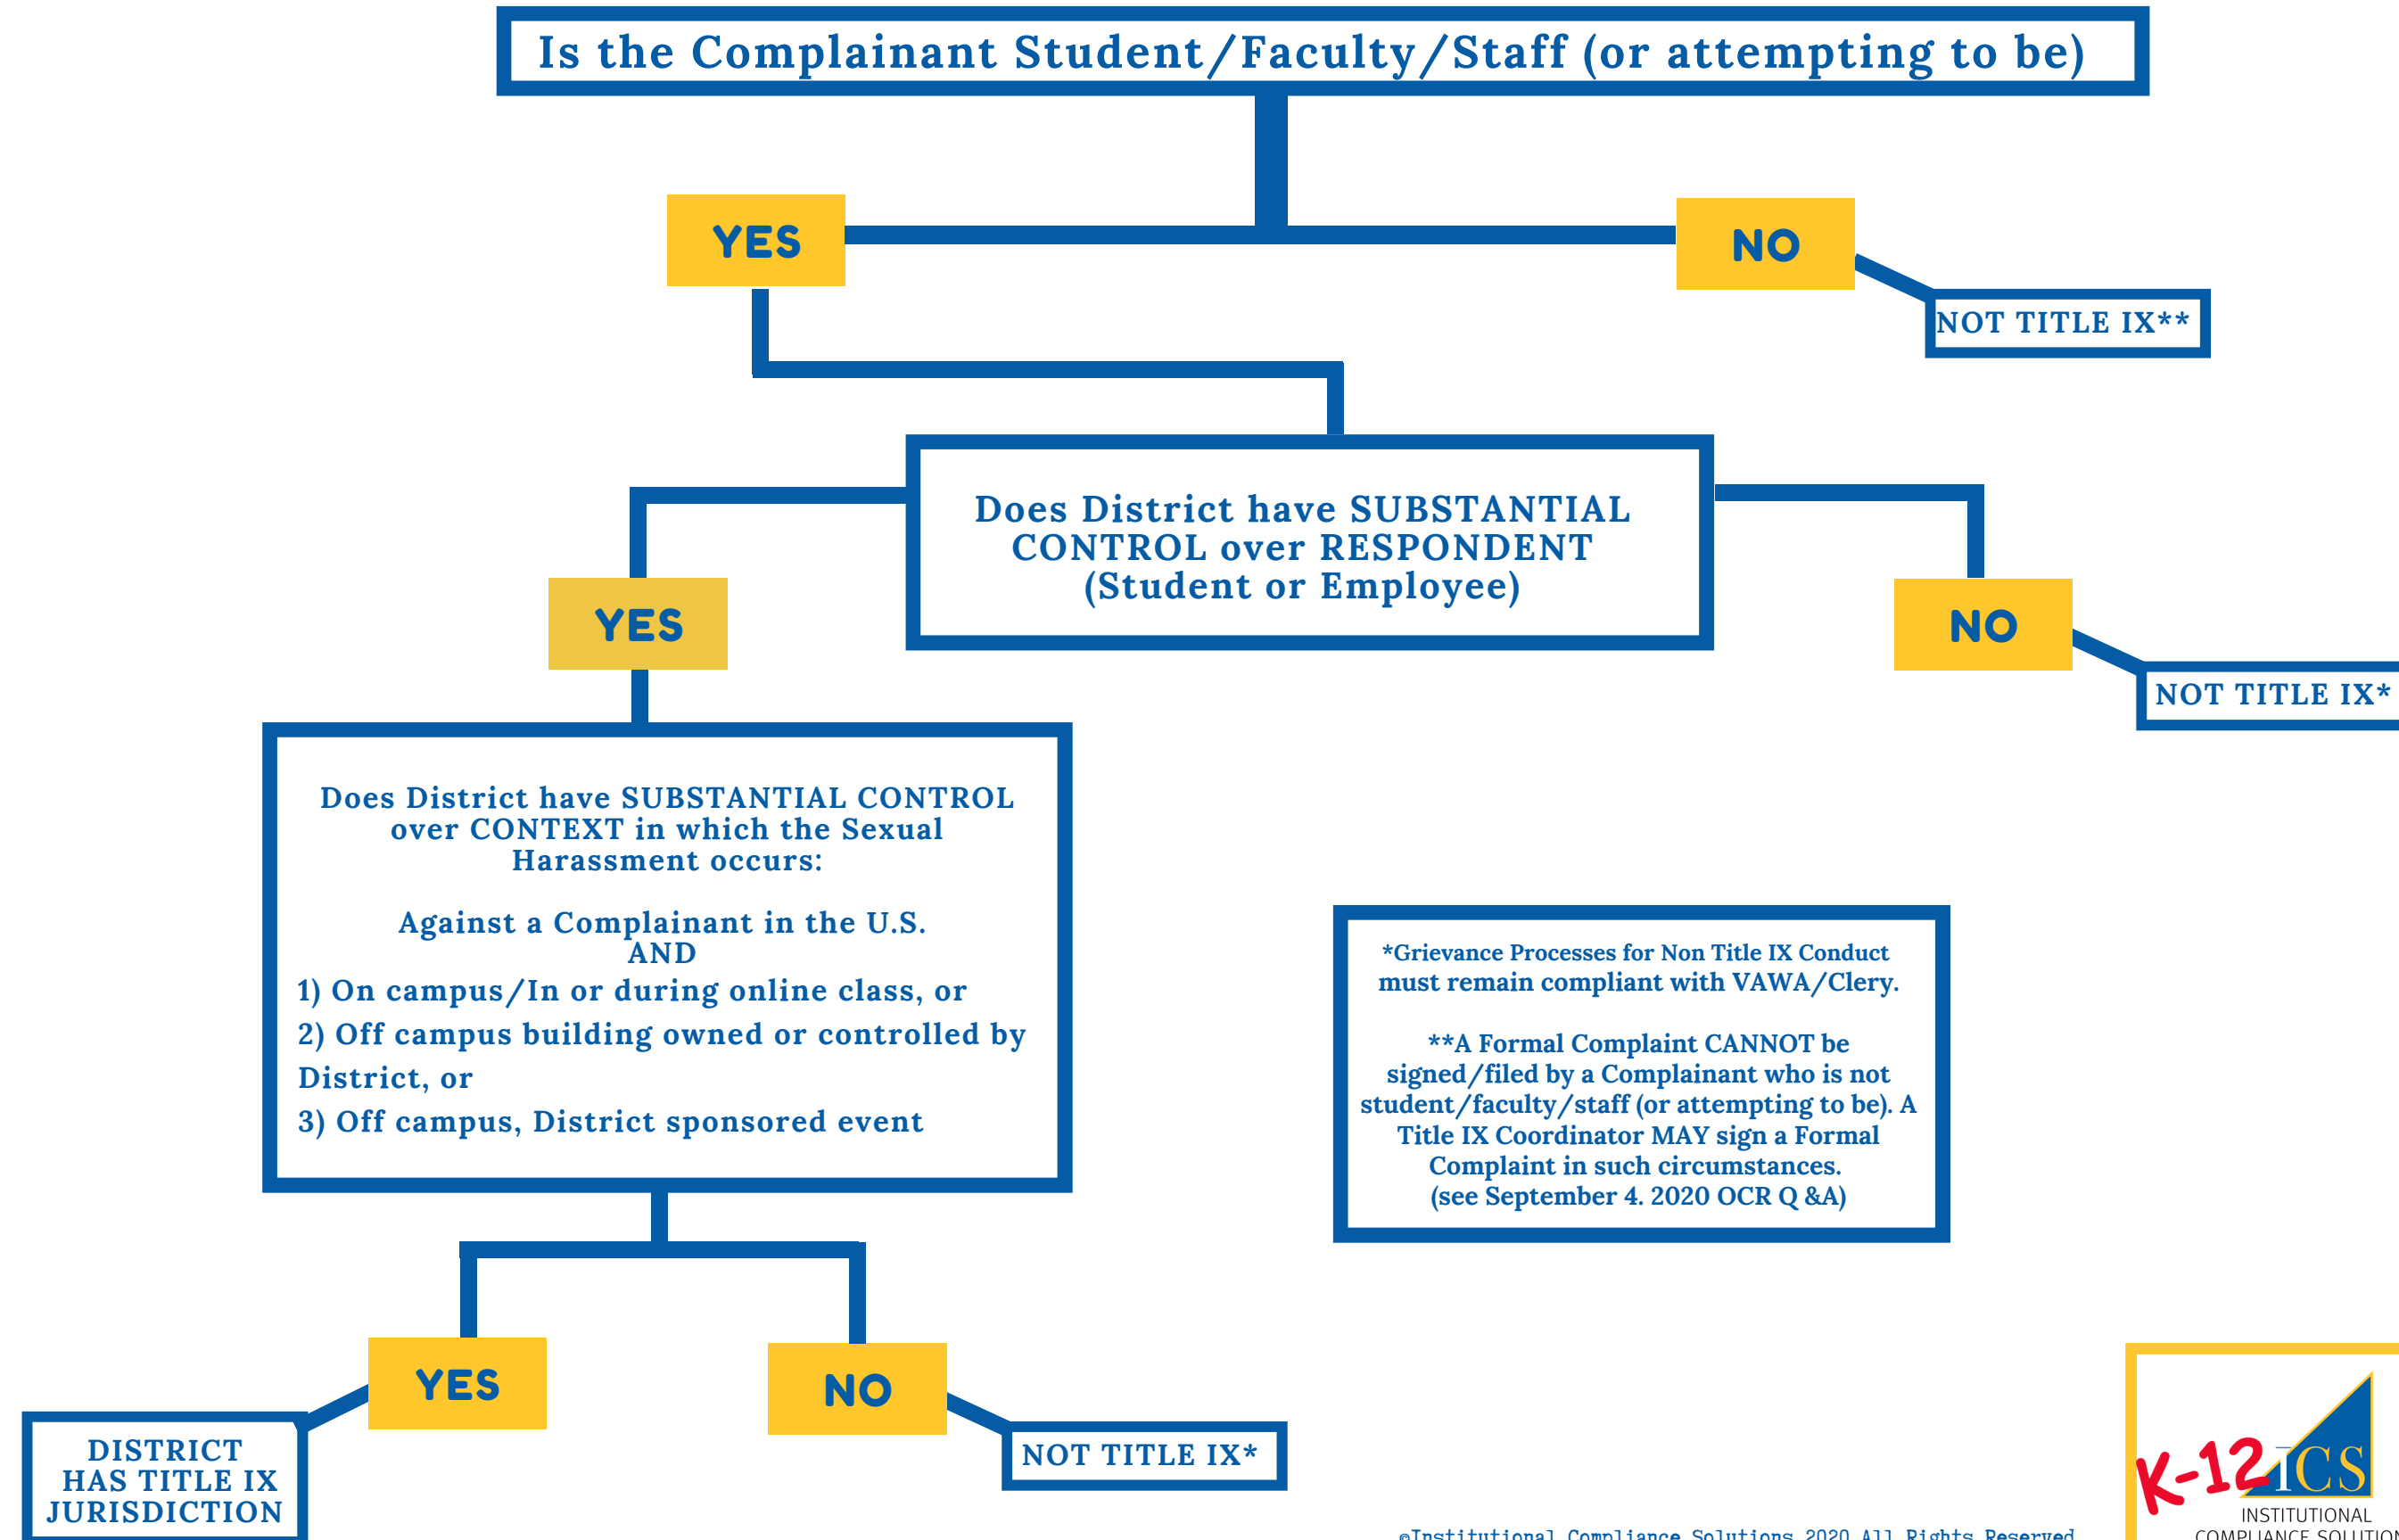 Is the Complainant Student/Faculty/Staff (or attempting to be)
YES
NO
NOT TITLE IX**
Does District have SUBSTANTIAL
CONTROL over RESPONDENT
(Student or Employee)
YES
NO
NOT TITLE IX*
Does District have SUBSTANTIAL CONTROL
over CONTEXT in which the Sexual
Harassment occurs:
Against a Complainant in the U.S.
AND
1) On campus/In or during online class, or
2) Off campus building owned or controlled by
District, or
3) Off campus, District sponsored event
*Grievance Processes for Non Title IX Conduct
must remain compliant with VAWA/Clery.
**A Formal Complaint CANNOT be
signed/filed by a Complainant who is not
student/faculty/staff (or attempting to be). A
Title IX Coordinator MAY sign a Formal
Complaint in such circumstances.
(see September 4. 2020 OCR Q &A)
YES
NO
DISTRICT
HAS TITLE IX
JURISDICTION
NOT TITLE IX*
K-12 ICS
INSTITUTIONAL
COMPLIANCE SOLUTION
©Institutional Compliance Solutions 2020 All Rights Reserved